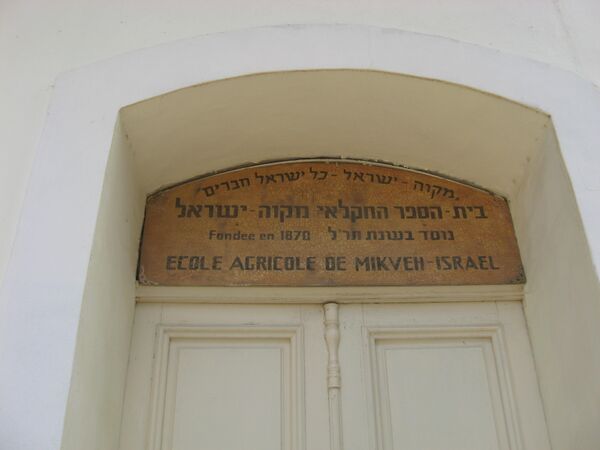 "מקוה - ישראל - כל ישראל חברים"
בית - הספר החקלאי מקוה - ישראל
Fondee en 1870 נוסד בשנת תר"ל
ECOLE AGRICOLE DE MIKVEH - ISRAEL